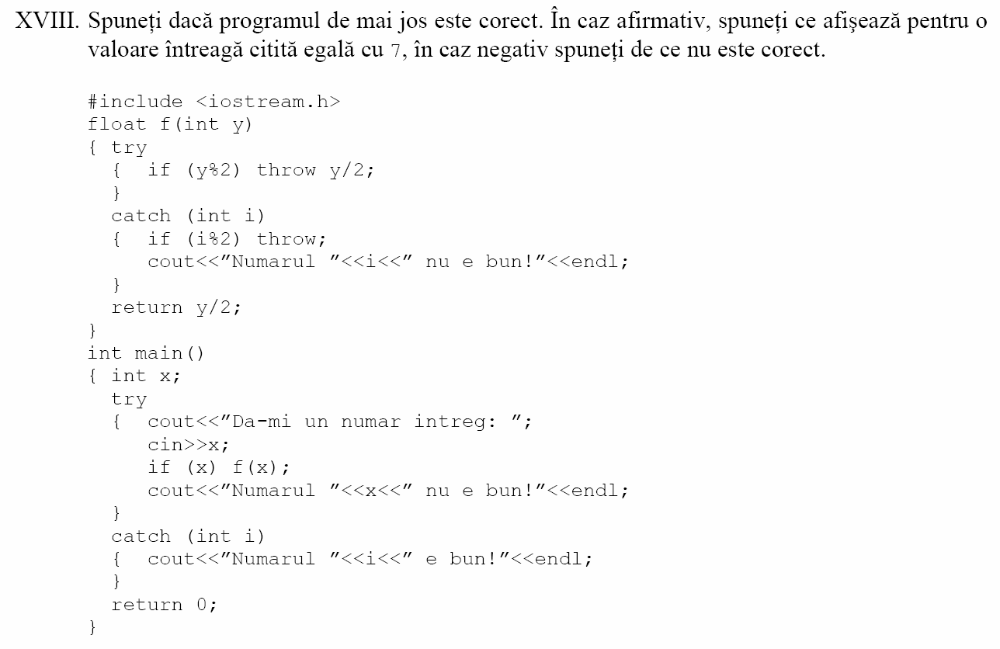 XVIII. Spuneți dacă programul de mai jos este corect. În caz afirmativ, spuneți ce afişează pentru o
valoare întreagă citită egală cu 7, în caz negativ spuneți de ce nu este corect.
#include <iostream.h>
float f(int y)
{ try
{ if (y%2) throw y/2;
}
catch (int i)
{ if (i%2) throw;
cout<<”Numarul ”<<i<<” nu e bun!”<<endl;
}
return y/2;
}
int main()
{ int x;
try
{ cout<<”Da-mi un numar intreg: ”;
cin>>x;
if (x) f(x);
cout<<”Numarul ”<<x<<” nu e bun!”<<endl;
}
catch (int i)
{ cout<<”Numarul ”<<i<<” e bun!”<<endl;
}
return 0;
}